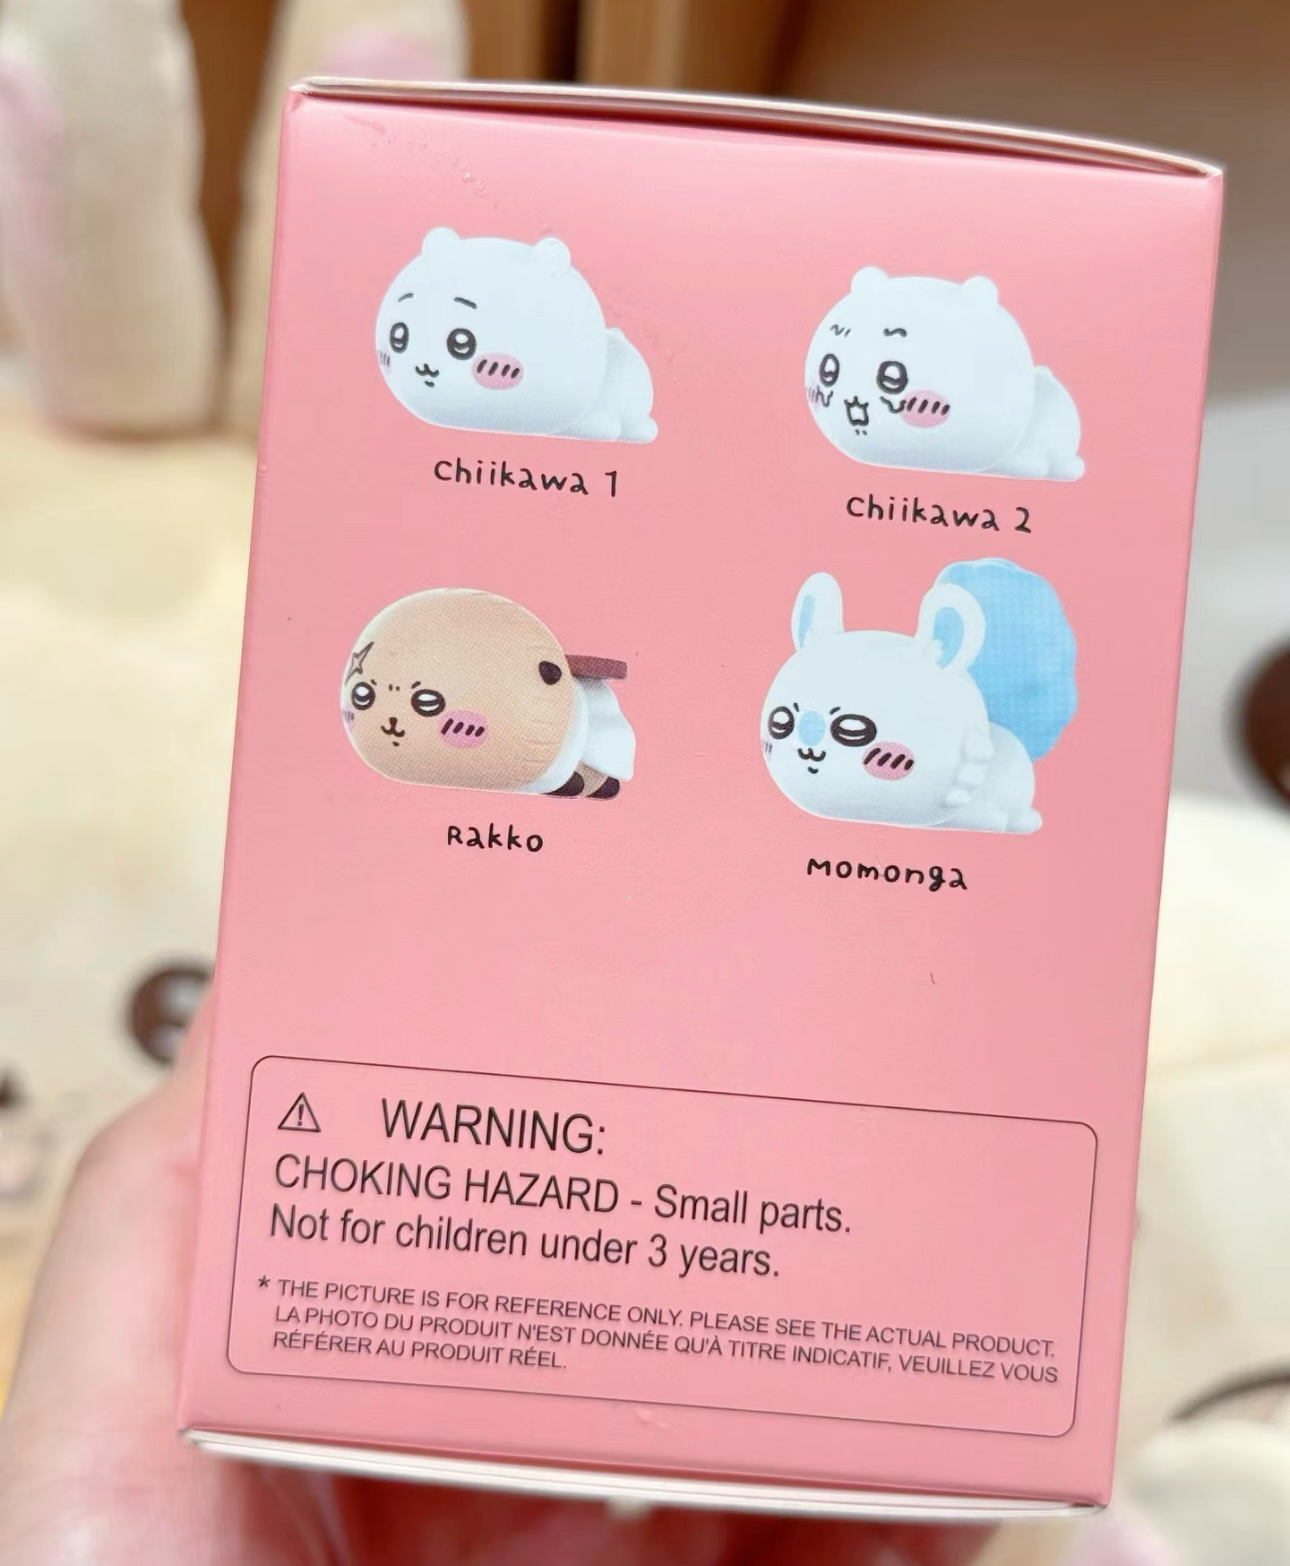 Chiikawa 1
Chiikawa 2
Rakko
Momonga
WARNING:
CHOKING HAZARD - Small parts.
Not for children under 3 years.
* THE PICTURE IS FOR REFERENCE ONLY. PLEASE SEE THE ACTUAL PRODUCT.
LA PHOTO DU PRODUIT N'EST DONNÉE QU'À TITRE INDICATIF, VEUILLEZ VOUS
RÉFÉRER AU PRODUIT RÉEL.